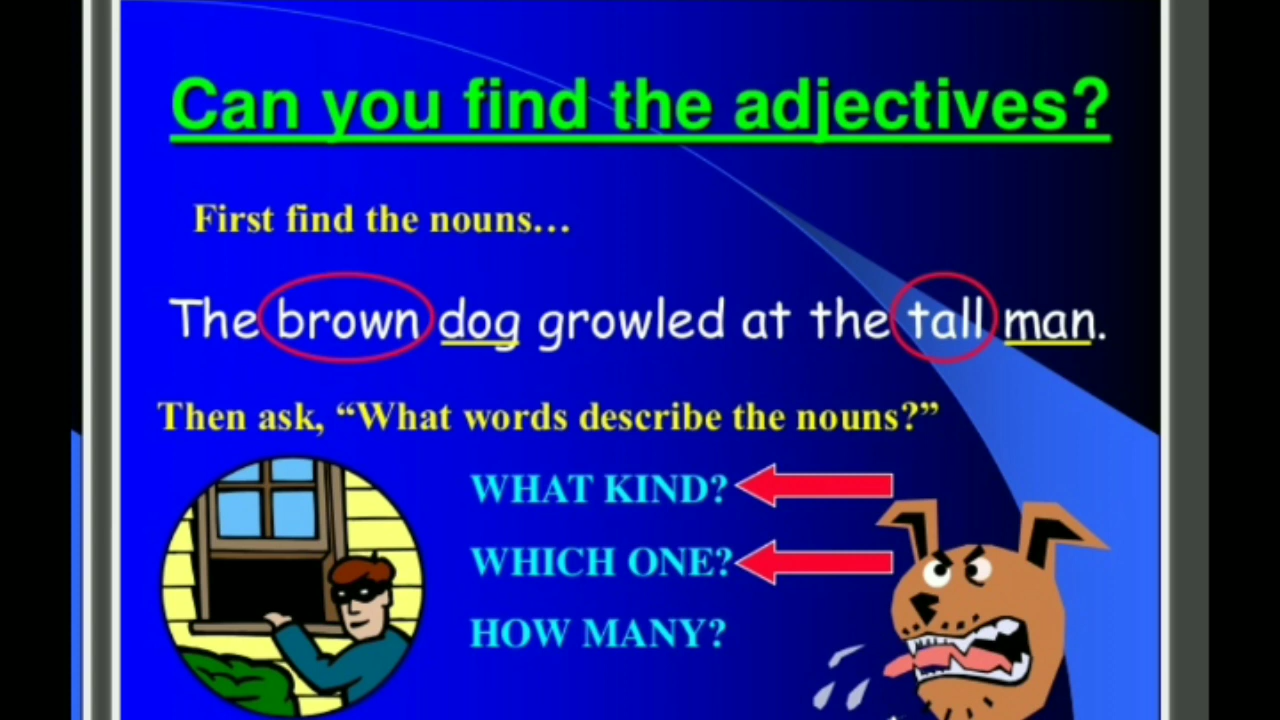 Can you find the adjectives?
First find the nouns…
The brown dog growled at the tall man.
Then ask, “What words describe the nouns?”
WHAT KIND?
WHICH ONE?
HOW MANY?